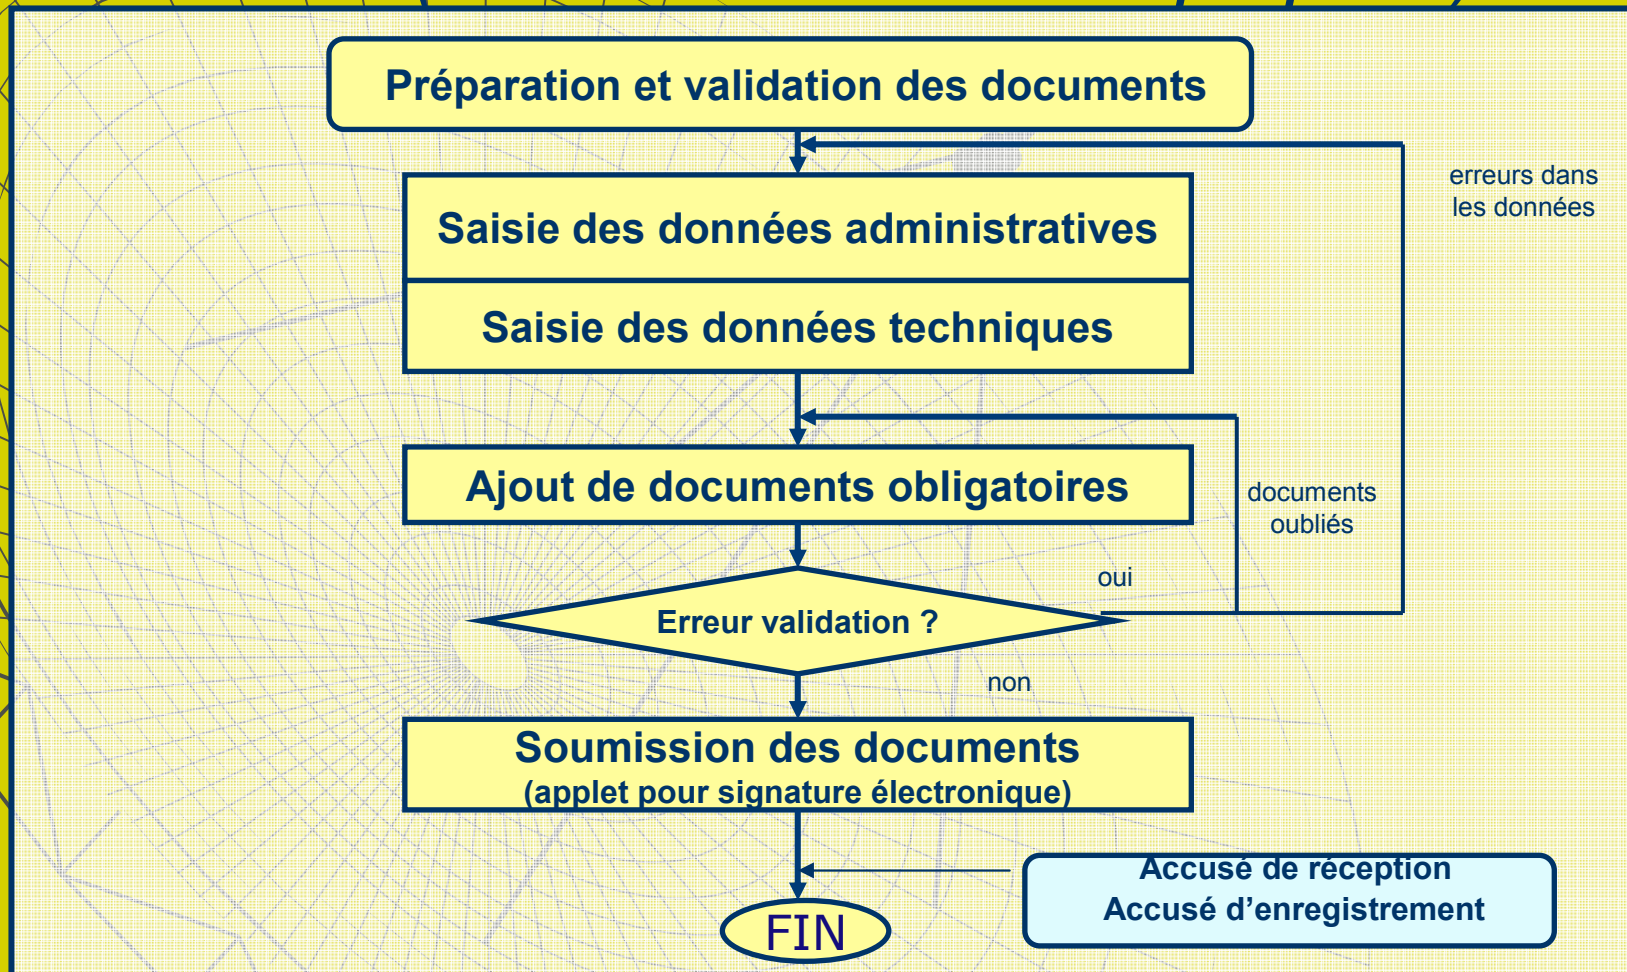 Préparation et validation des documents
erreurs dans
les données
Saisie des données administratives
Saisie des données techniques
Ajout de documents obligatoires
documents
oubliés
oui
Erreur validation ?
non
Soumission des documents
(applet pour signature électronique)
Accusé de réception
Accusé d’enregistrement
FIN